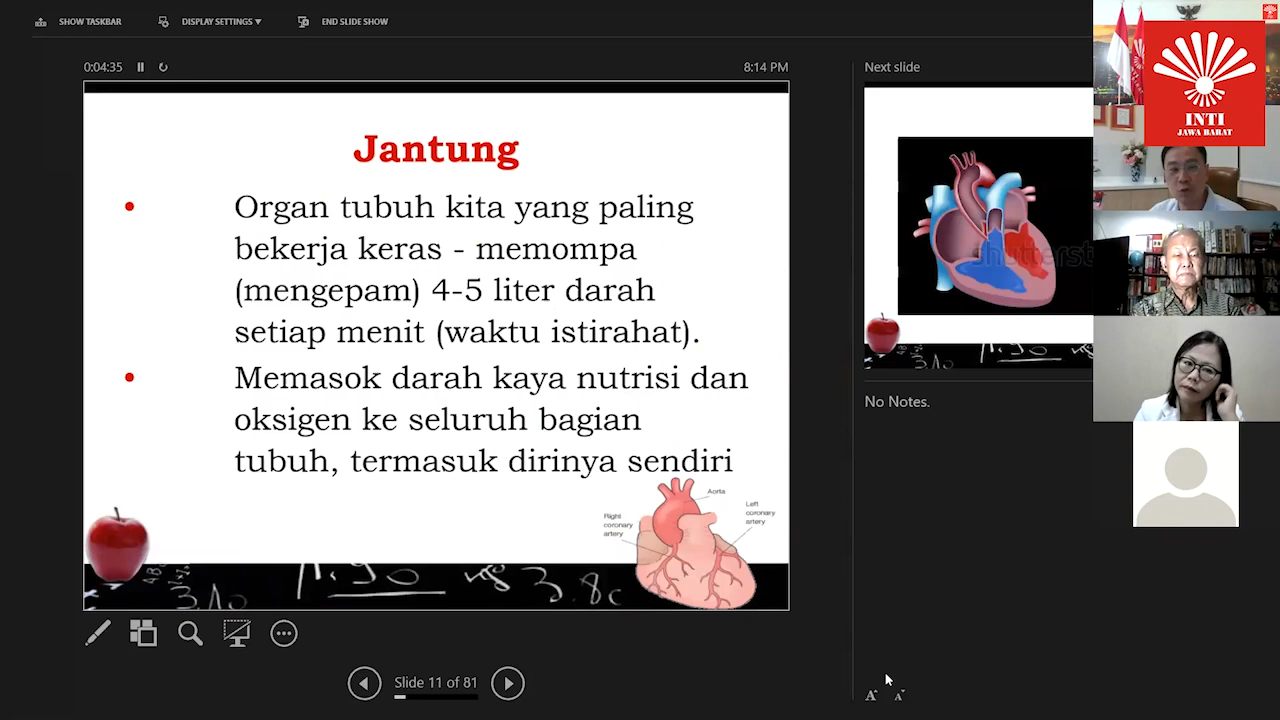 SHOW TASKBAR
DISPLAY SETTINGS
END SLIDE SHOW
0:04:35
8:14 PM
Next slide
INTI
JAWA BARAT
Jantung
Organ tubuh kita yang paling
bekerja keras - memompa
(mengepam) 4-5 liter darah
setiap menit (waktu istirahat).
Memasok darah kaya nutrisi dan
oksigen ke seluruh bagian
tubuh, termasuk dirinya sendiri
Aorta
Right
coronary
artery
Left
coronary
artery
3.8
shutterst
No Notes.
Slide 11 of 81
A
A